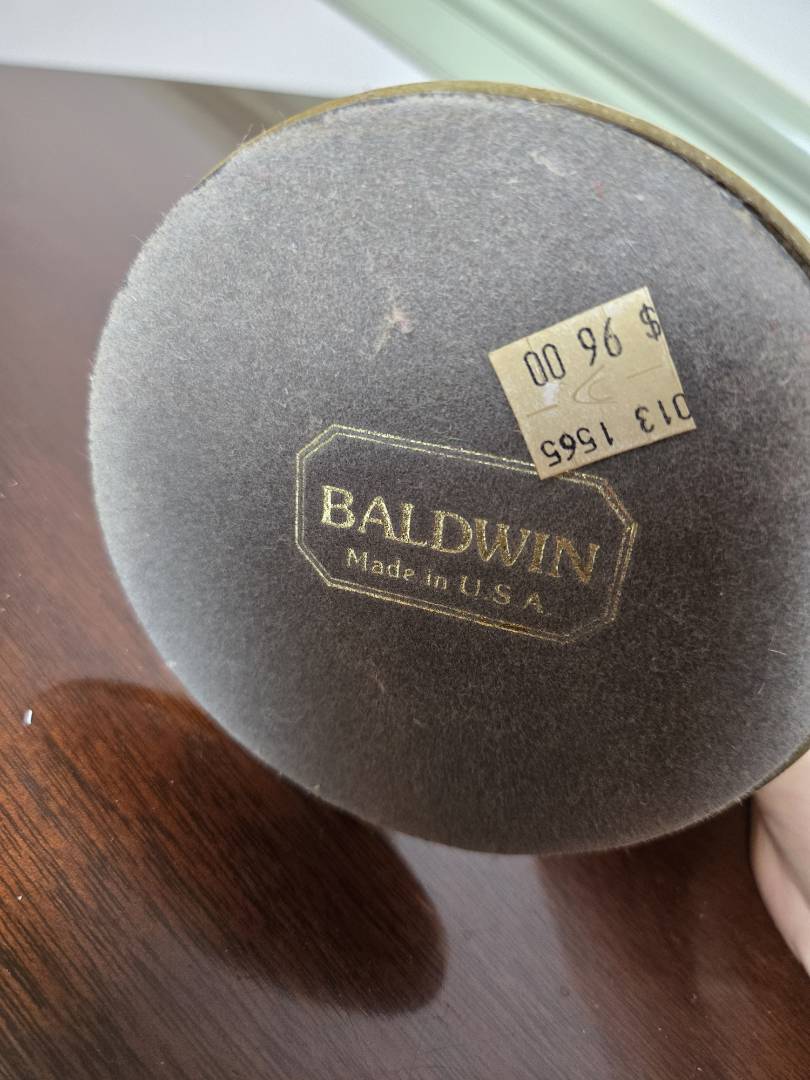 013 1565
$ 96 00
BALDWIN
Made in U.S.A.